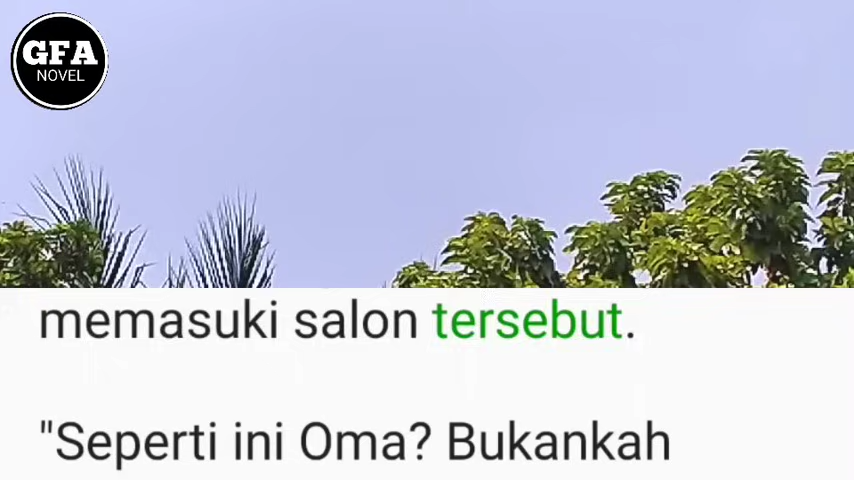 GFA
NOVEL
memasuki salon tersebut.
"Seperti ini Oma? Bukankah